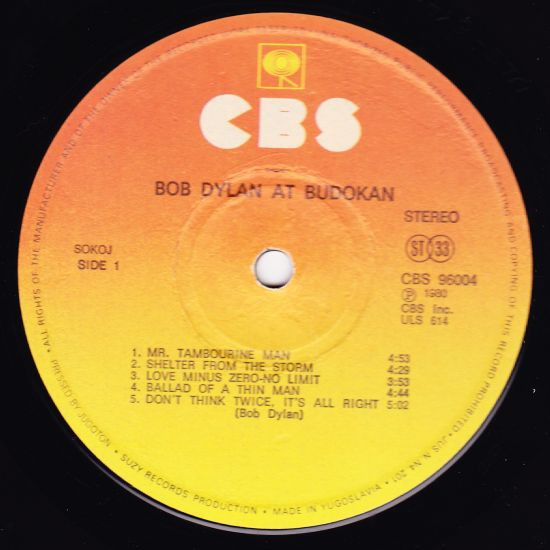 CBS
BOB DYLAN AT BUDOKAN
STEREO
SOKOJ
SIDE 1
ST 33
CBS 96004
Ⓟ 1980
CBS Inc.
ULS 614
1. MR. TAMBOURINE MAN 4:53
2. SHELTER FROM THE STORM 4:29
3. LOVE MINUS ZERO-NO LIMIT 3:53
4. BALLAD OF A THIN MAN 4:44
5. DON'T THINK TWICE, IT'S ALL RIGHT 5:02
(Bob Dylan)
• ALL RIGHTS OF THE MANUFACTURER AND OF THE
BROADCASTING AND COPYING OF THIS RECORD PROHIBITED • JUS N. N4. 201
PRESSED BY JUGOTON • SUZY RECORDS PRODUCTION • MADE IN YUGOSLAVIA •